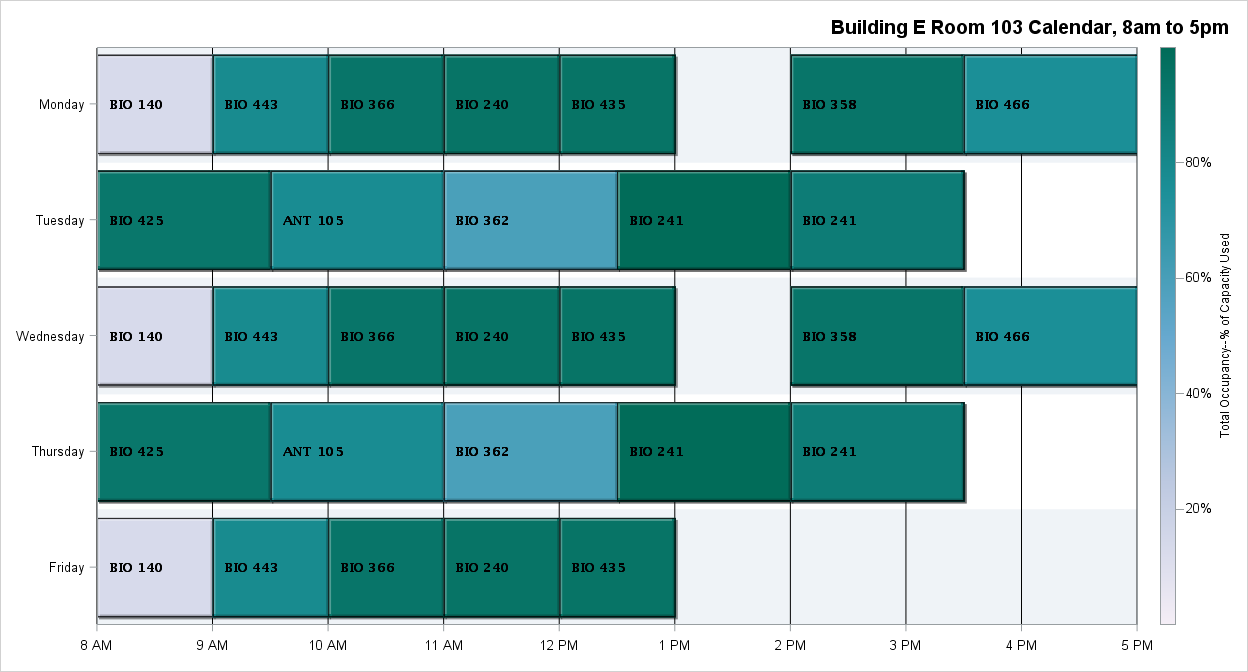 Building E Room 103 Calendar, 8am to 5pm
Monday BIO 140 BIO 443 BIO 366 BIO 240 BIO 435 BIO 358 BIO 466
Tuesday BIO 425 ANT 105 BIO 362 BIO 241 BIO 241
Wednesday BIO 140 BIO 443 BIO 366 BIO 240 BIO 435 BIO 358 BIO 466
Thursday BIO 425 ANT 105 BIO 362 BIO 241 BIO 241
Friday BIO 140 BIO 443 BIO 366 BIO 240 BIO 435
8 AM 9 AM 10 AM 11 AM 12 PM 1 PM 2 PM 3 PM 4 PM 5 PM
80%
60%
40%
20%
Total Occupancy--% of Capacity Used